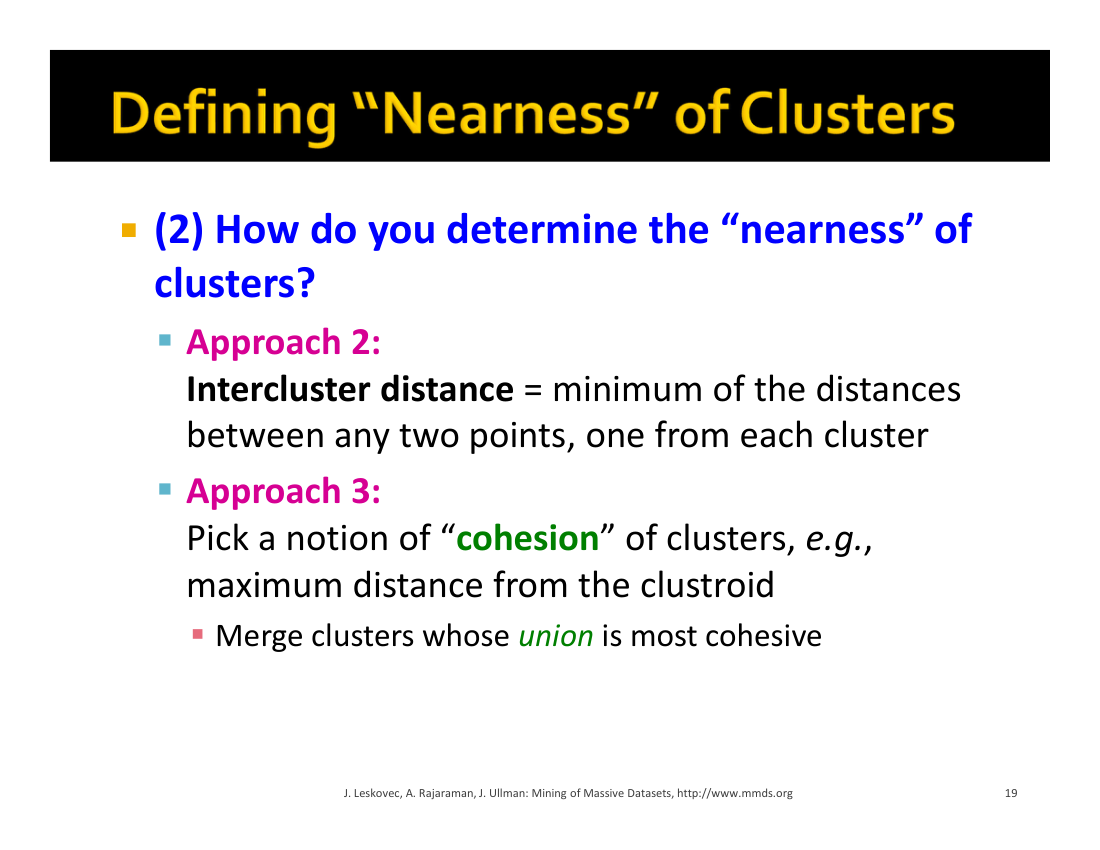 Defining “Nearness” of Clusters
(2) How do you determine the “nearness” of
clusters?
Approach 2:
Intercluster distance = minimum of the distances
between any two points, one from each cluster
Approach 3:
Pick a notion of “cohesion” of clusters, e.g.,
maximum distance from the clustroid
Merge clusters whose union is most cohesive
J. Leskovec, A. Rajaraman, J. Ullman: Mining of Massive Datasets, http://www.mmds.org
19